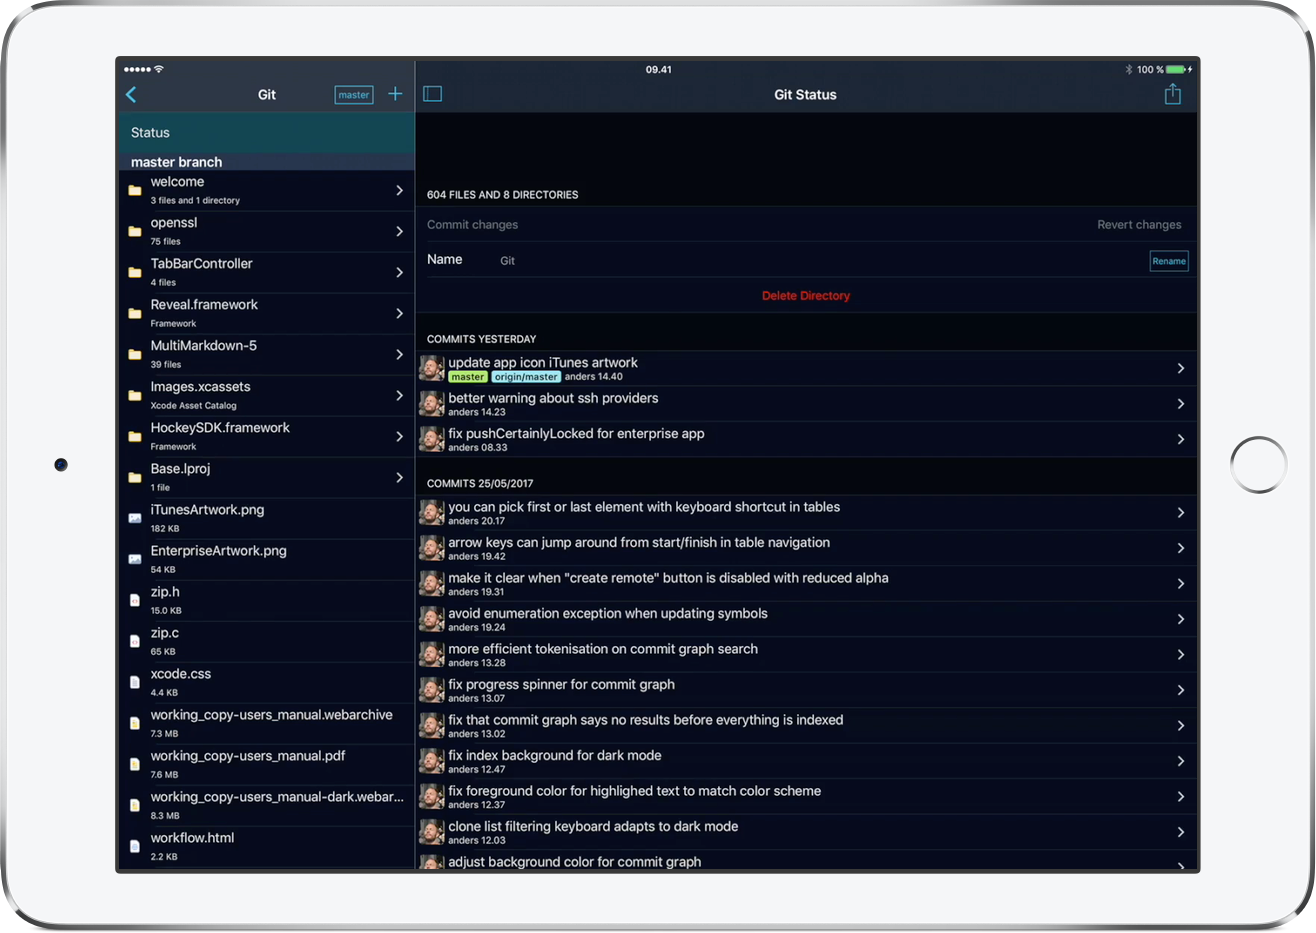 09.41
100 %
Git
master
Status
master branch
welcome
3 files and 1 directory
openssl
75 files
TabBarController
4 files
Reveal.framework
Framework
MultiMarkdown-5
39 files
Images.xcassets
Xcode Asset Catalog
HockeySDK.framework
Framework
Base.lproj
1 file
iTunesArtwork.png
182 KB
EnterpriseArtwork.png
54 KB
zip.h
15.0 KB
zip.c
65 KB
xcode.css
4.4 KB
working_copy-users_manual.webarchive
7.3 MB
working_copy-users_manual.pdf
7.6 MB
working_copy-users_manual-dark.webar...
8.3 MB
workflow.html
2.2 KB
Git Status
604 FILES AND 8 DIRECTORIES
Commit changes Revert changes
Name Git Rename
Delete Directory
COMMITS YESTERDAY
update app icon iTunes artwork
master origin/master anders 14.40
better warning about ssh providers
anders 14.23
fix pushCertainlyLocked for enterprise app
anders 08.33
COMMITS 25/05/2017
you can pick first or last element with keyboard shortcut in tables
anders 20.17
arrow keys can jump around from start/finish in table navigation
anders 19.42
make it clear when "create remote" button is disabled with reduced alpha
anders 19.31
avoid enumeration exception when updating symbols
anders 19.24
more efficient tokenisation on commit graph search
anders 13.28
fix progress spinner for commit graph
anders 13.07
fix that commit graph says no results before everything is indexed
anders 13.02
fix index background for dark mode
anders 12.47
fix foreground color for highlighed text to match color scheme
anders 12.37
clone list filtering keyboard adapts to dark mode
anders 12.03
adjust background color for commit graph